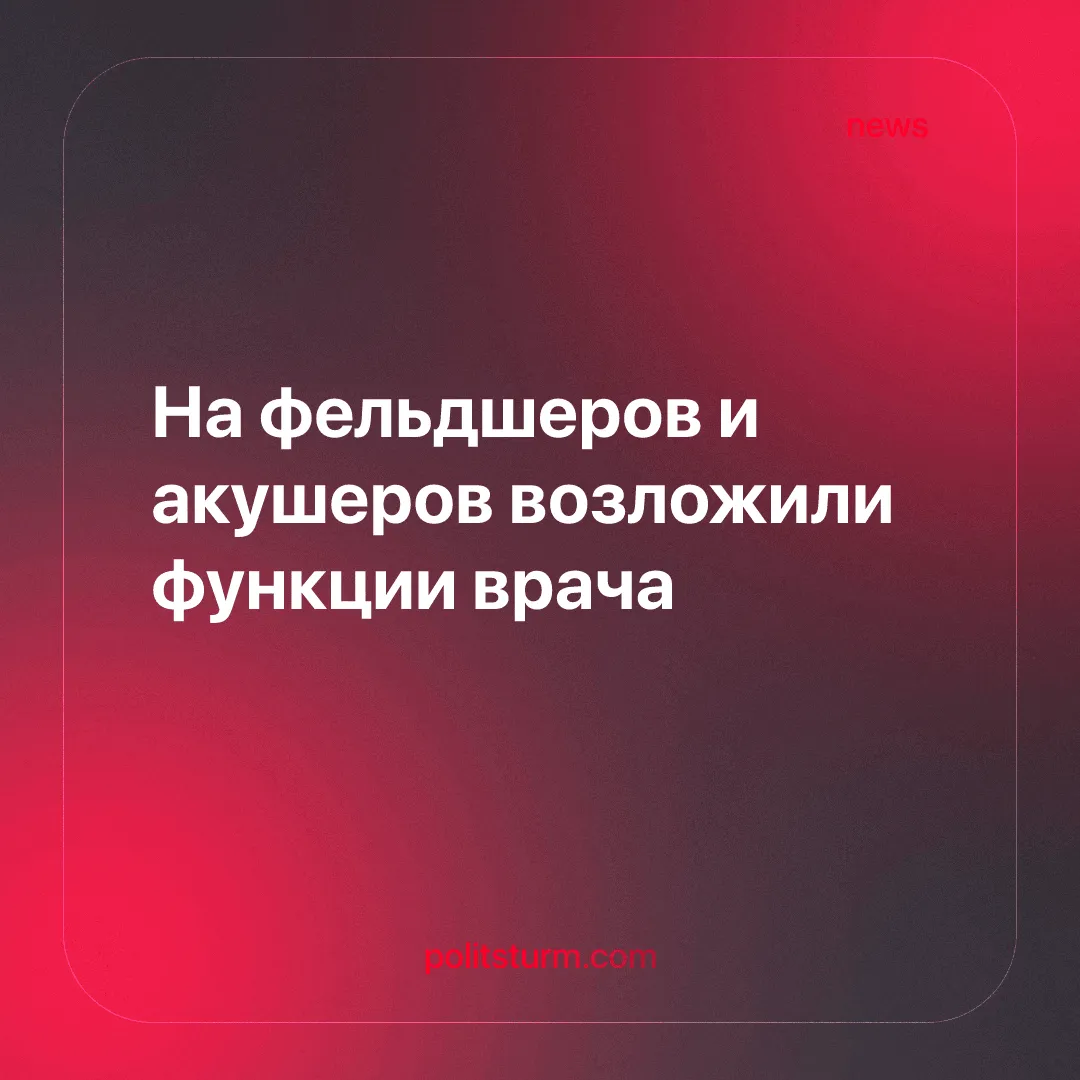 news
На фельдшеров и
акушеров возложили
функции врача
politsturm.com